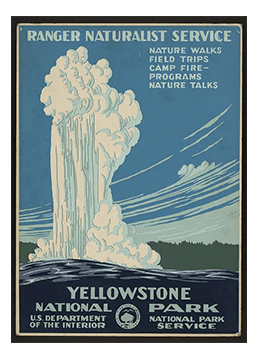 RANGER NATURALIST SERVICE
NATURE WALKS
FIELD TRIPS
CAMP FIRE–
PROGRAMS
NATURE TALKS
YELLOWSTONE
NATIONAL PARK
U.S. DEPARTMENT
OF THE INTERIOR
NATIONAL PARK
SERVICE